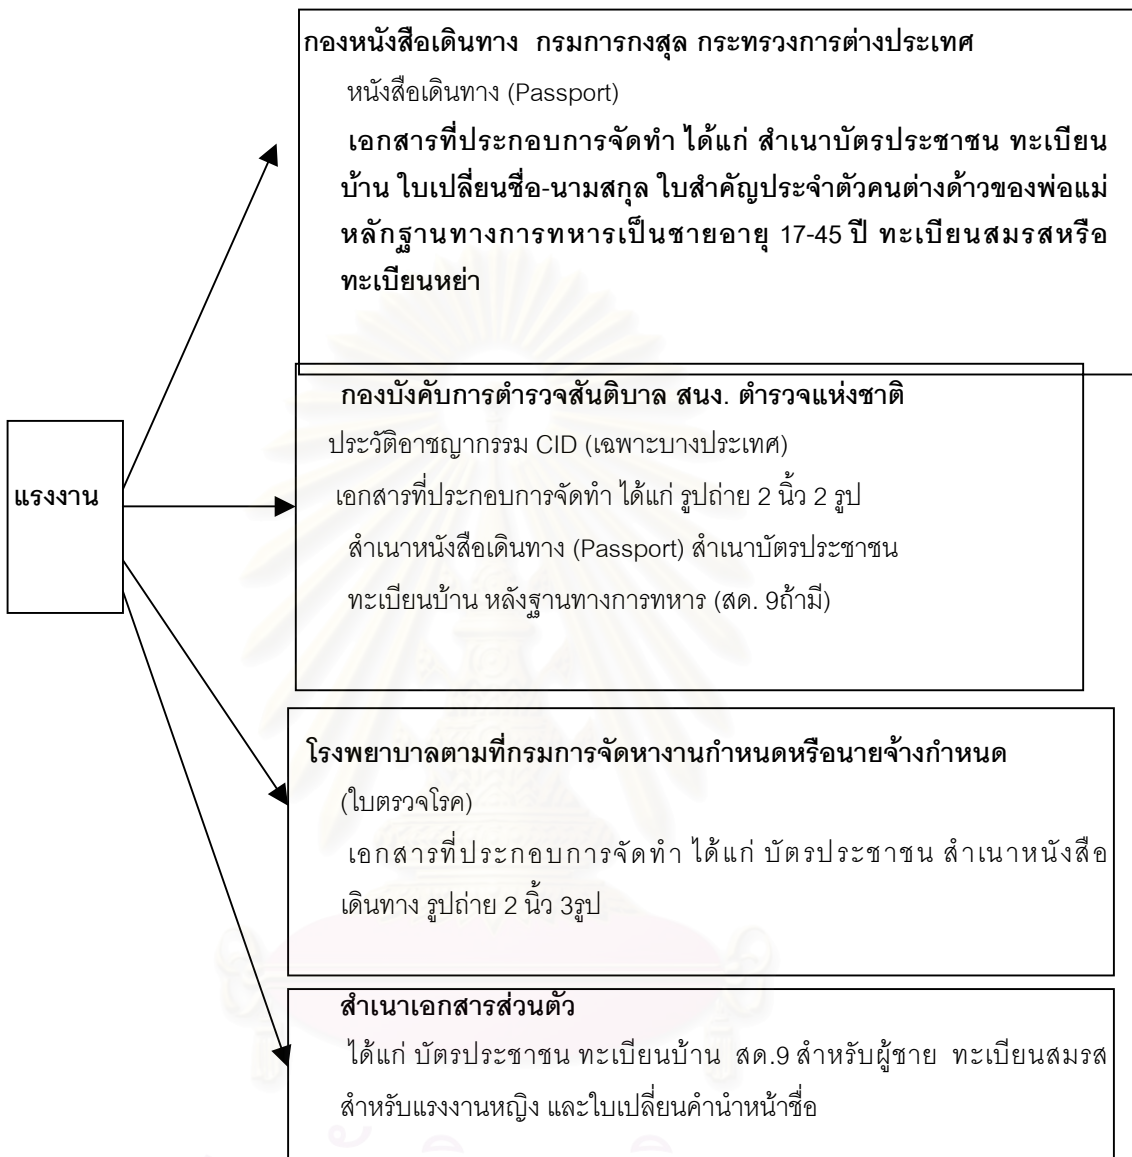 กองหนังสือเดินทาง กรมการกงสุล กระทรวงการต่างประเทศ
หนังสือเดินทาง (Passport)
เอกสารที่ประกอบการจัดทำ ได้แก่ สำเนาบัตรประชาชน ทะเบียน
บ้าน ใบเปลี่ยนชื่อ-นามสกุล ใบสำคัญประจำตัวคนต่างด้าวของพ่อแม่
หลักฐานทางการทหารเป็นชายอายุ 17-45 ปี ทะเบียนสมรสหรือ
ทะเบียนหย่า
กองบังคับการตำรวจสันติบาล สนง. ตำรวจแห่งชาติ
ประวัติอาชญากรรม CID (เฉพาะบางประเทศ)
แรงงาน
เอกสารที่ประกอบการจัดทำ ได้แก่ รูปถ่าย 2 นิ้ว 2 รูป
สำเนาหนังสือเดินทาง (Passport) สำเนาบัตรประชาชน
ทะเบียนบ้าน หลังฐานทางการทหาร (สด. 9ถ้ามี)
โรงพยาบาลตามที่กรมการจัดหางานกำหนดหรือนายจ้างกำหนด
(ใบตรวจโรค)
เอกสารที่ประกอบการจัดทำ ได้แก่ บัตรประชาชน สำเนาหนังสือ
เดินทาง รูปถ่าย 2 นิ้ว 3รูป
สำเนาเอกสารส่วนตัว
ได้แก่ บัตรประชาชน ทะเบียนบ้าน สด.9 สำหรับผู้ชาย ทะเบียนสมรส
สำหรับแรงงานหญิง และใบเปลี่ยนคำนำหน้าชื่อ